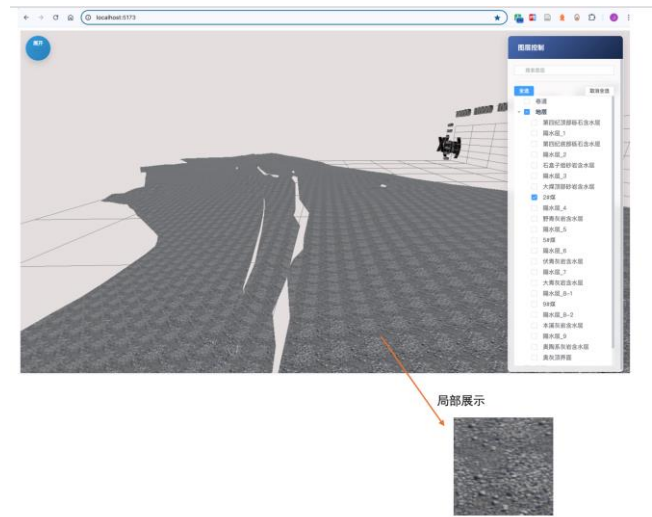 localhost:5173
展开
图层控制
搜索图层
全选
取消全选
巷道
地层
第四纪顶部砾石含水层
隔水层_1
第四纪底部砾石含水层
隔水层_2
石盒子组砂岩含水层
隔水层_3
大煤顶部砂岩含水层
2#煤
隔水层_4
野青灰岩含水层
隔水层_5
5#煤
隔水层_6
伏青灰岩含水层
隔水层_7
大青灰岩含水层
隔水层_8-1
9#煤
隔水层_8-2
本溪灰岩含水层
隔水层_9
奥陶系灰岩含水层
奥灰顶界面
局部展示